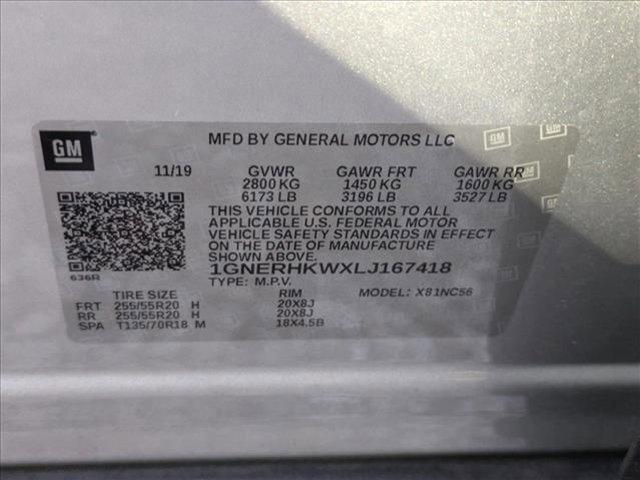 GM
MFD BY GENERAL MOTORS LLC
11/19 GVWR GAWR FRT GAWR RR
2800 KG 1450 KG 1600 KG
6173 LB 3196 LB 3527 LB
THIS VEHICLE CONFORMS TO ALL
APPLICABLE U.S. FEDERAL MOTOR
VEHICLE SAFETY STANDARDS IN EFFECT
ON THE DATE OF MANUFACTURE
SHOWN ABOVE.
636R
1GNERHKWXLJ167418
TYPE: M.P.V. MODEL: X81NC56
TIRE SIZE RIM
FRT 255/55R20 H 20X8J
RR 255/55R20 H 20X8J
SPA T135/70R18 M 18X4.5B